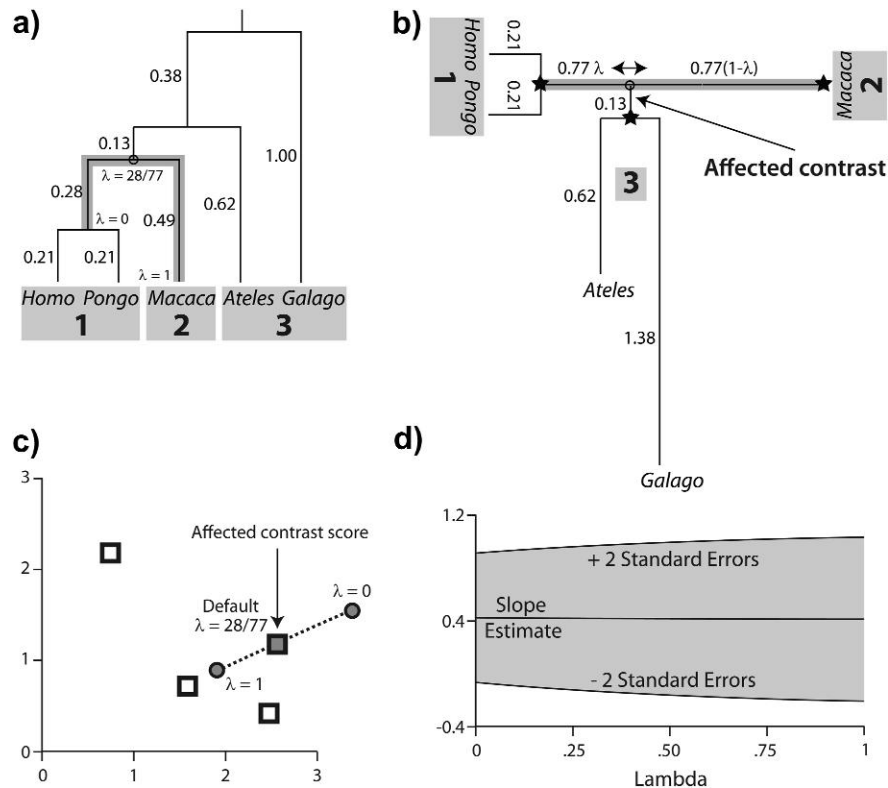 a)
0.38
0.13
1.00
λ = 28/77
0.28
0.62
λ = 0
0.49
0.21
0.21
λ = 1
Homo Pongo
Macaca
Ateles Galago
1
2
3
b)
Homo Pongo
1
0.21
0.21
0.77 λ
0.77(1-λ)
Macaca
2
0.13
Affected contrast
3
0.62
Ateles
1.38
Galago
c)
3
Affected contrast score
2
Default
λ = 28/77
λ = 0
1
λ = 1
0
0
1
2
3
d)
1.2
+ 2 Standard Errors
0.4
Slope
Estimate
- 2 Standard Errors
-0.4
0
.25
.50
.75
1
Lambda